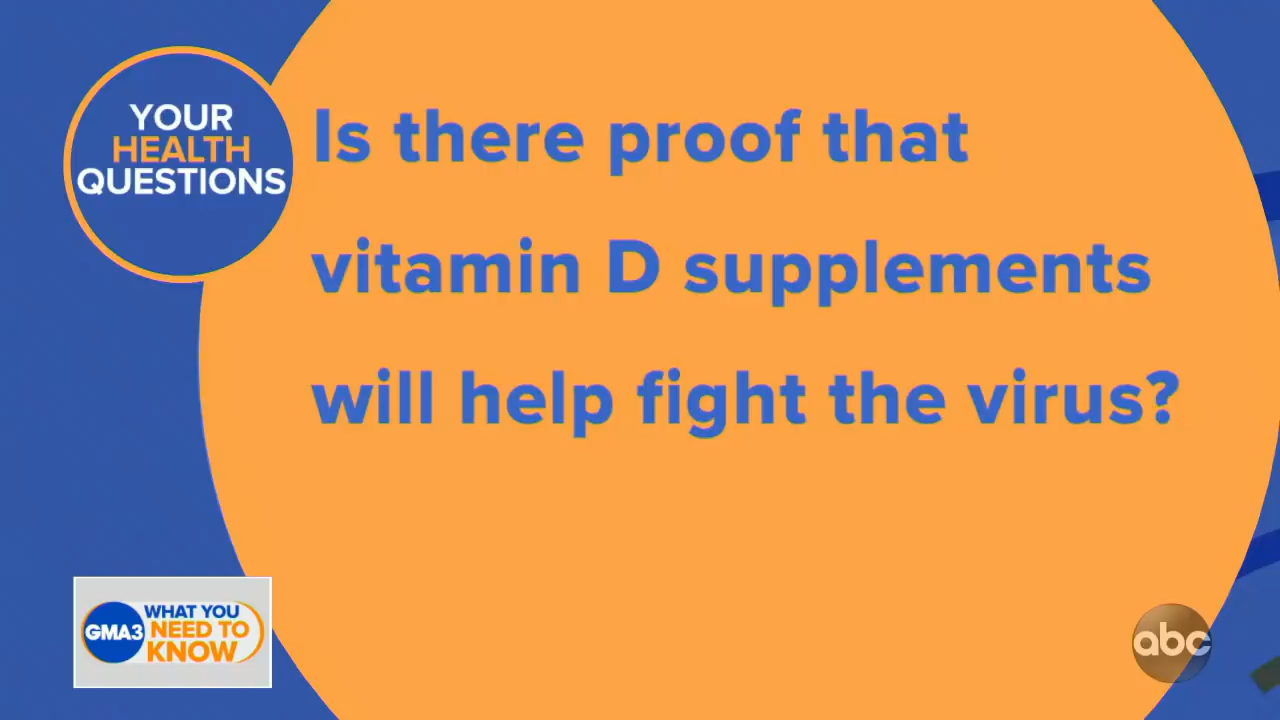 YOUR
HEALTH
QUESTIONS
Is there proof that
vitamin D supplements
will help fight the virus?
GMA3
WHAT YOU
NEED TO
KNOW
abc